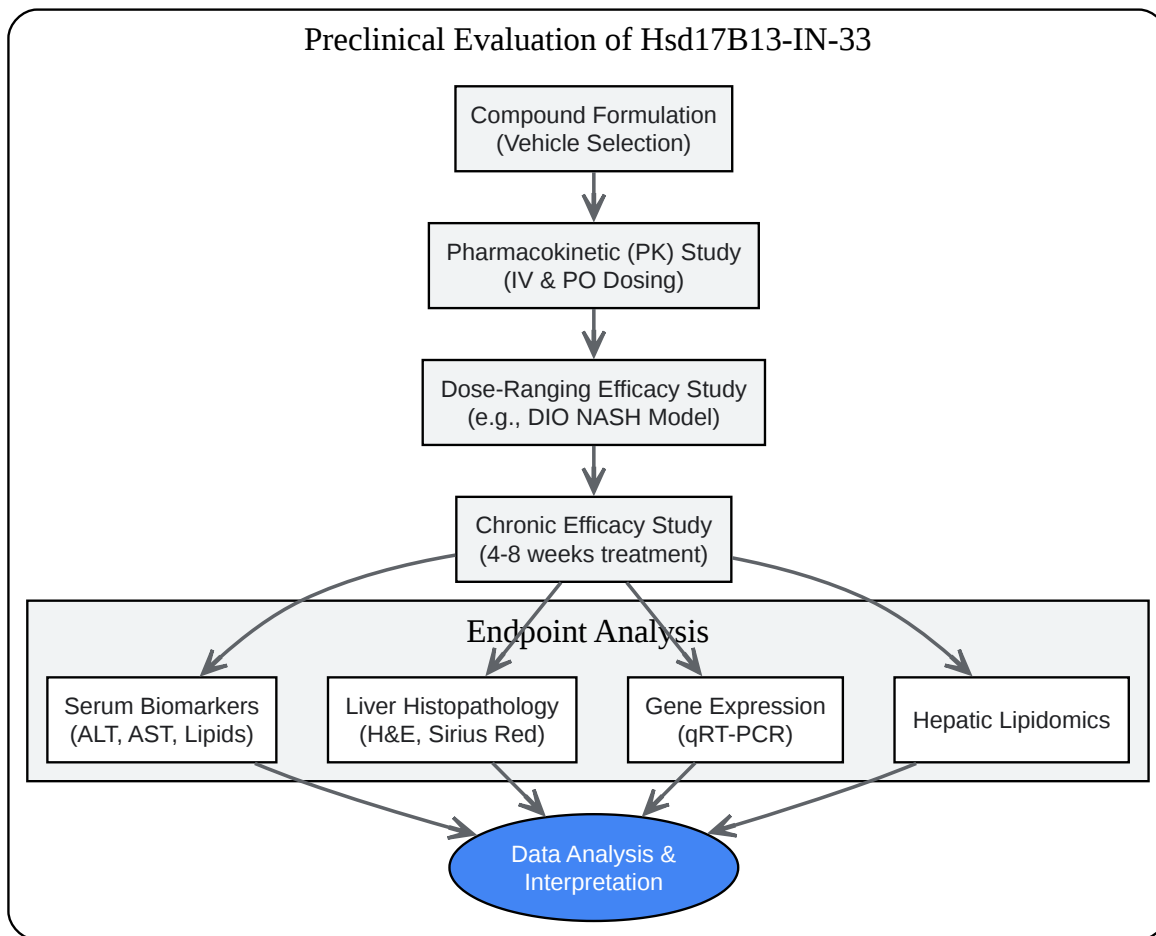 Preclinical Evaluation of Hsd17B13-IN-33
Compound Formulation
(Vehicle Selection)
Pharmacokinetic (PK) Study
(IV & PO Dosing)
Dose-Ranging Efficacy Study
(e.g., DIO NASH Model)
Chronic Efficacy Study
(4-8 weeks treatment)
Endpoint Analysis
Serum Biomarkers
(ALT, AST, Lipids)
Liver Histopathology
(H&E, Sirius Red)
Gene Expression
(qRT-PCR)
Hepatic Lipidomics
Data Analysis &
Interpretation